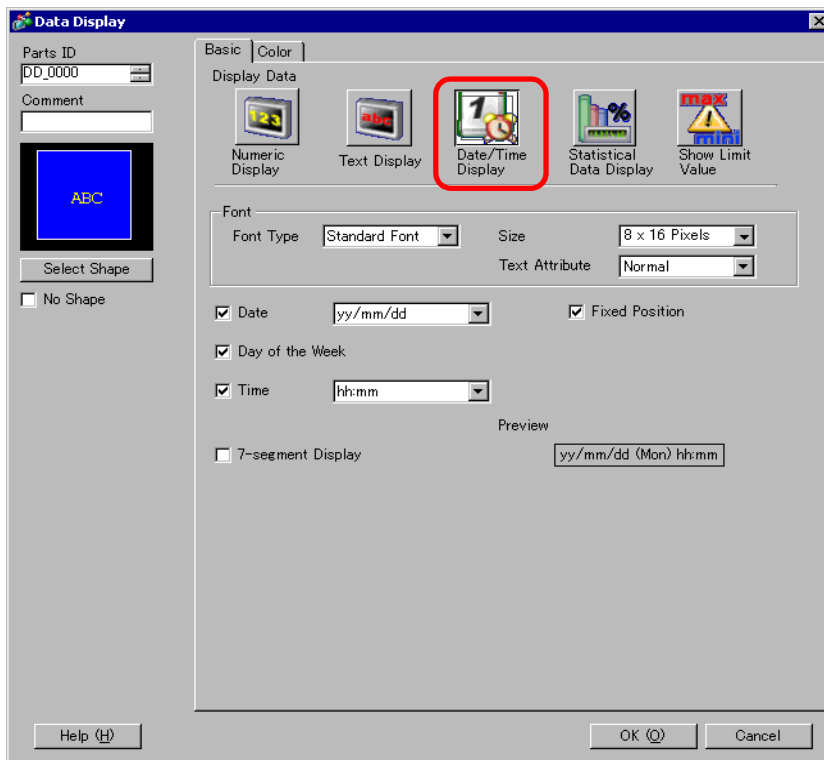 Data Display
Parts ID
DD_0000
Comment
ABC
Select Shape
No Shape
Basic
Color
Display Data
123
Numeric
Display
abc
Text Display
1
Date/Time
Display
%
Statistical
Data Display
max
mini
Show Limit
Value
Font
Font Type
Standard Font
Size
8 x 16 Pixels
Text Attribute
Normal
Date
yy/mm/dd
Fixed Position
Day of the Week
Time
hh:mm
Preview
7-segment Display
yy/mm/dd (Mon) hh:mm
Help (H)
OK (O)
Cancel